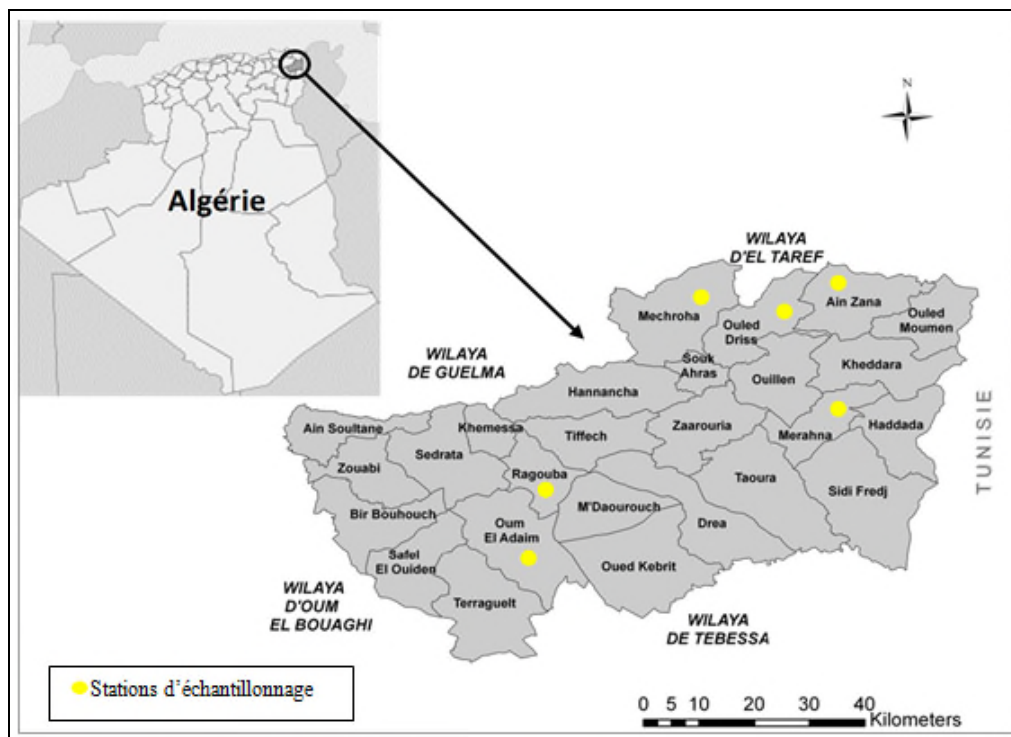 Algérie
N
WILAYA
D'EL TAREF
Mechroha
Ain Zana
Ouled
Driss
Ouled
Moumen
WILAYA
DE GUELMA
Souk
Ahras
Kheddara
Ouillen
Hannancha
Ain Soultane
Khemessa
Tiffech
Zaarouria
Merahna
Haddada
TUNISIE
Zouabi
Sedrata
Ragouba
Taoura
Sidi Fredj
Bir Bouhouch
M'Daourouch
Oum
El Adaim
Drea
Safel
El Ouiden
Oued Kebrit
WILAYA
D'OUM
EL BOUAGHI
Terraguelt
WILAYA
DE TEBESSA
Stations d'échantillonnage
0 5 10 20 30 40
Kilometers